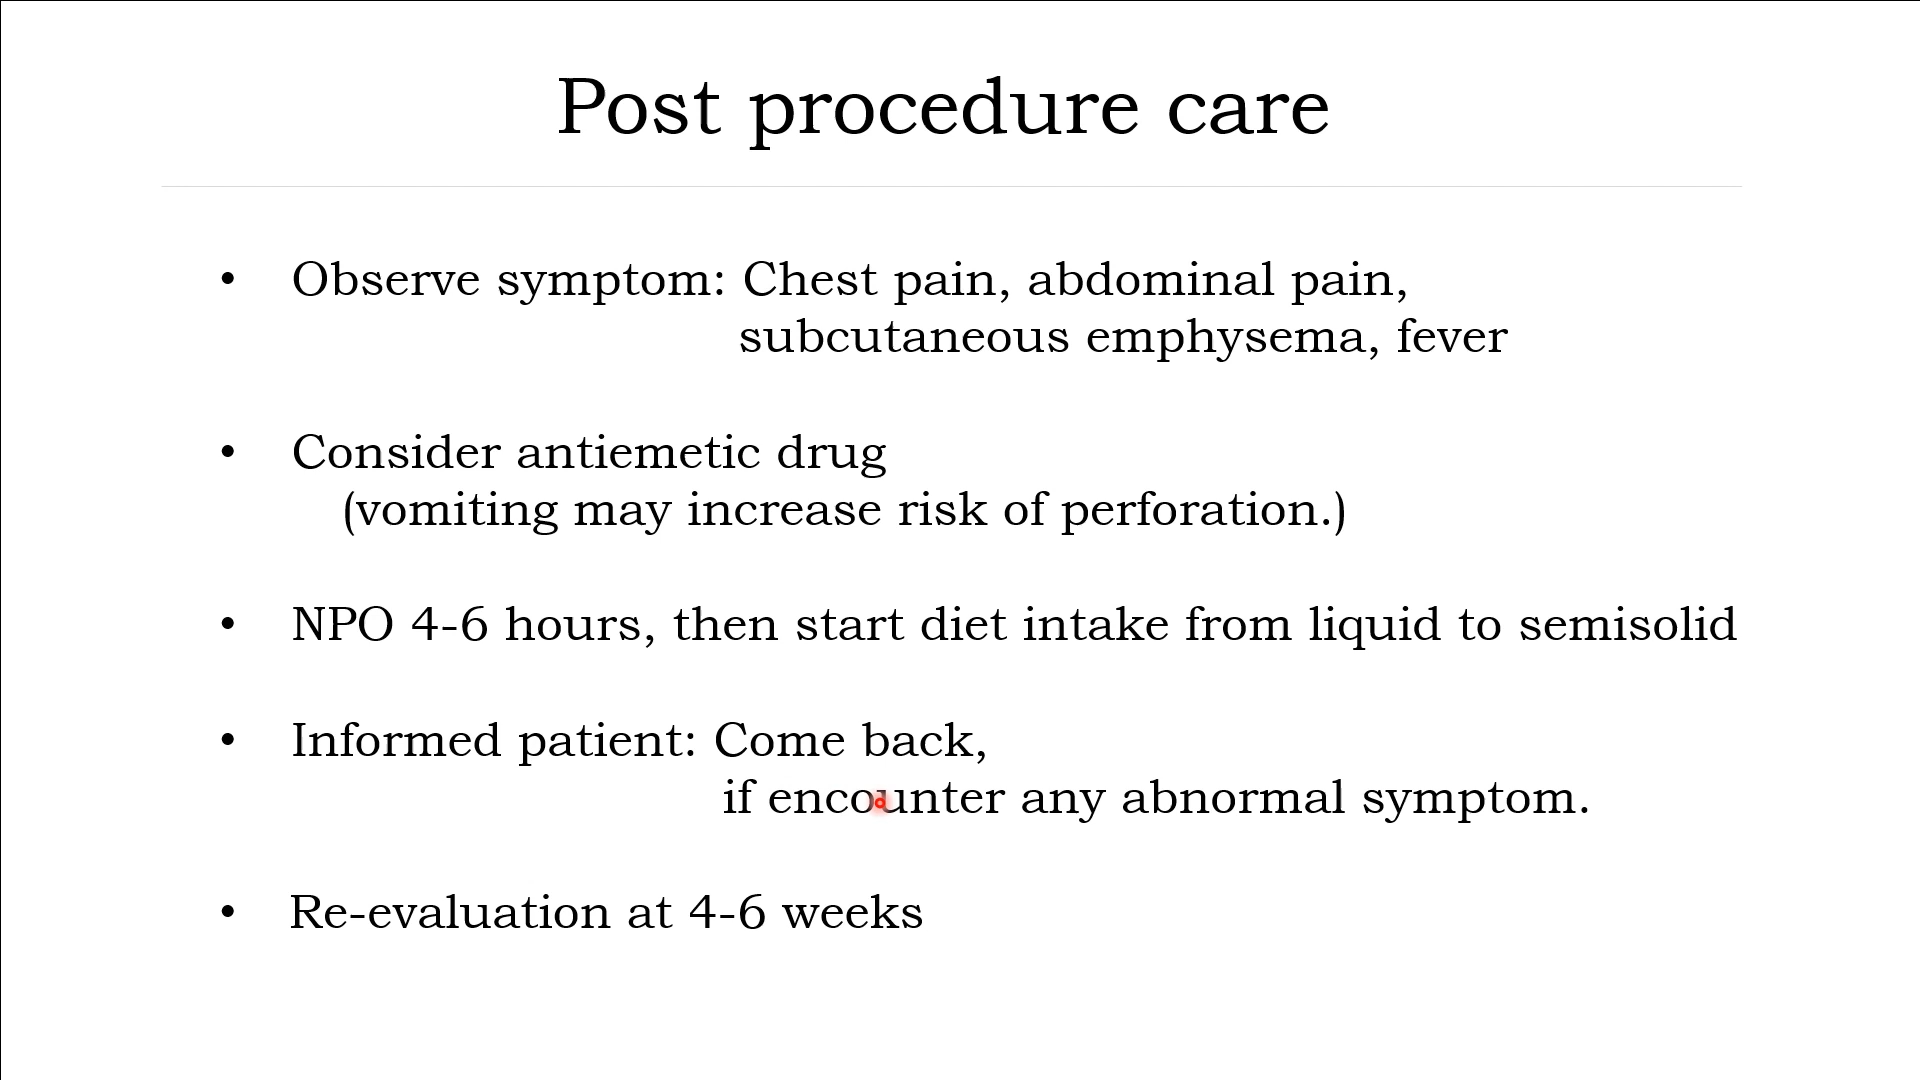 Post procedure care
• Observe symptom: Chest pain, abdominal pain,
subcutaneous emphysema, fever
• Consider antiemetic drug
(vomiting may increase risk of perforation.)
• NPO 4-6 hours, then start diet intake from liquid to semisolid
• Informed patient: Come back,
if encounter any abnormal symptom.
• Re-evaluation at 4-6 weeks